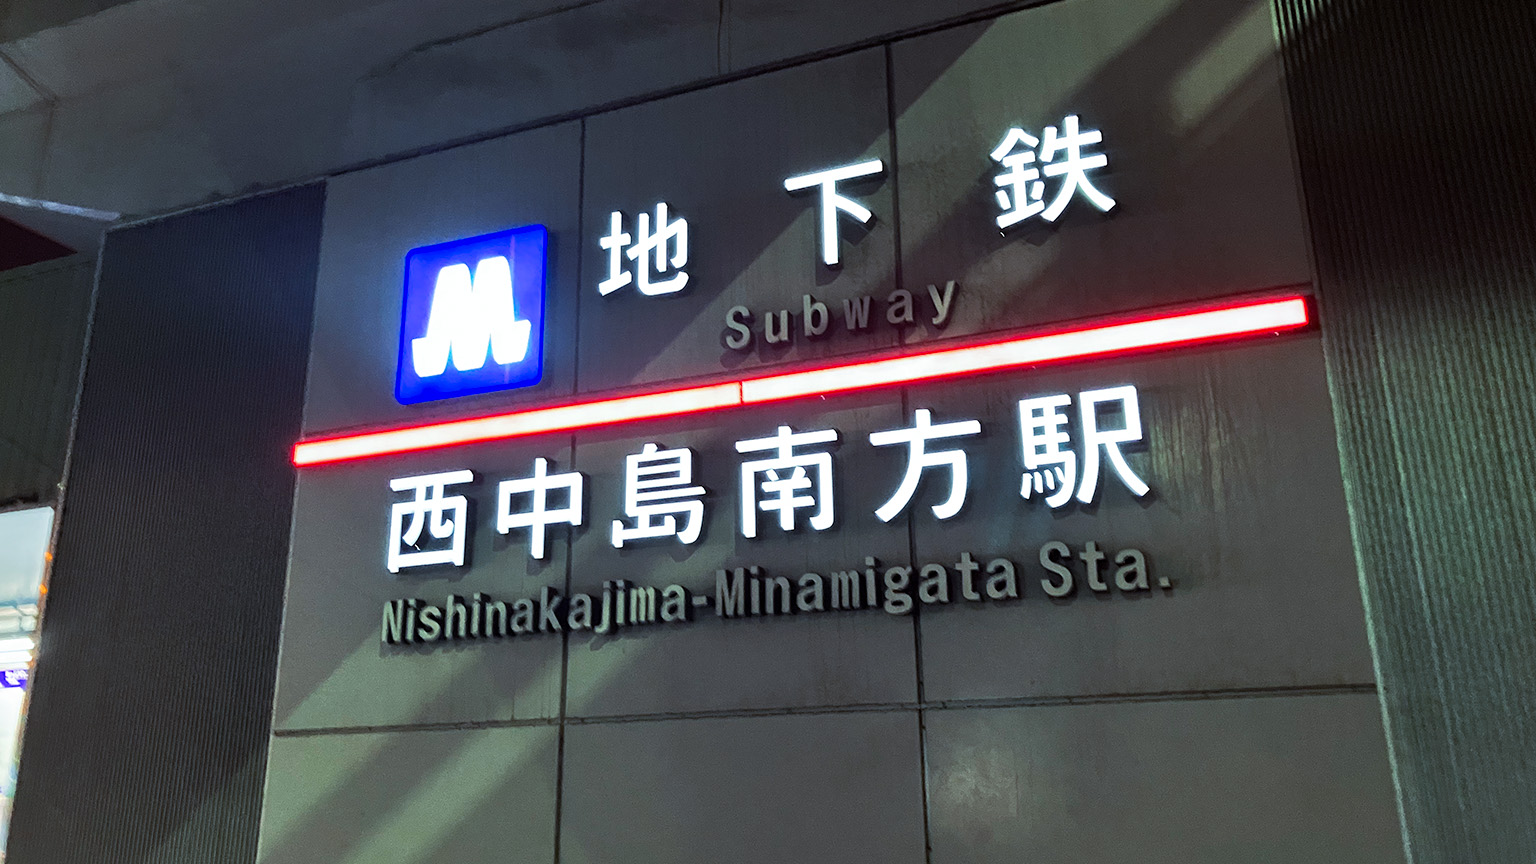 地下鉄
Subway
西中島南方駅
Nishinakajima-Minamigata Sta.